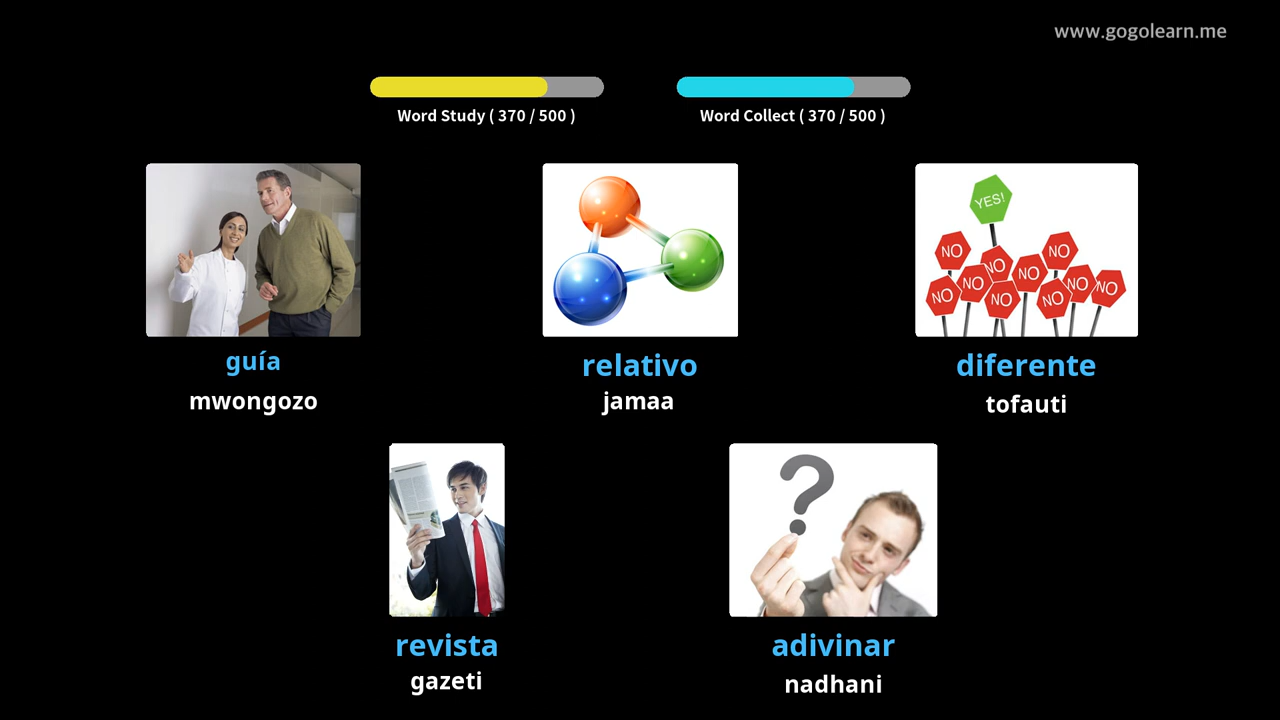 www.gogolearn.me
Word Study ( 370 / 500 )
Word Collect ( 370 / 500 )
YES!
NO
NO
NO
NO
NO
NO
NO
NO
NO
NO
guía
mwongozo
relativo
jamaa
diferente
tofauti
?
revista
gazeti
adivinar
nadhani